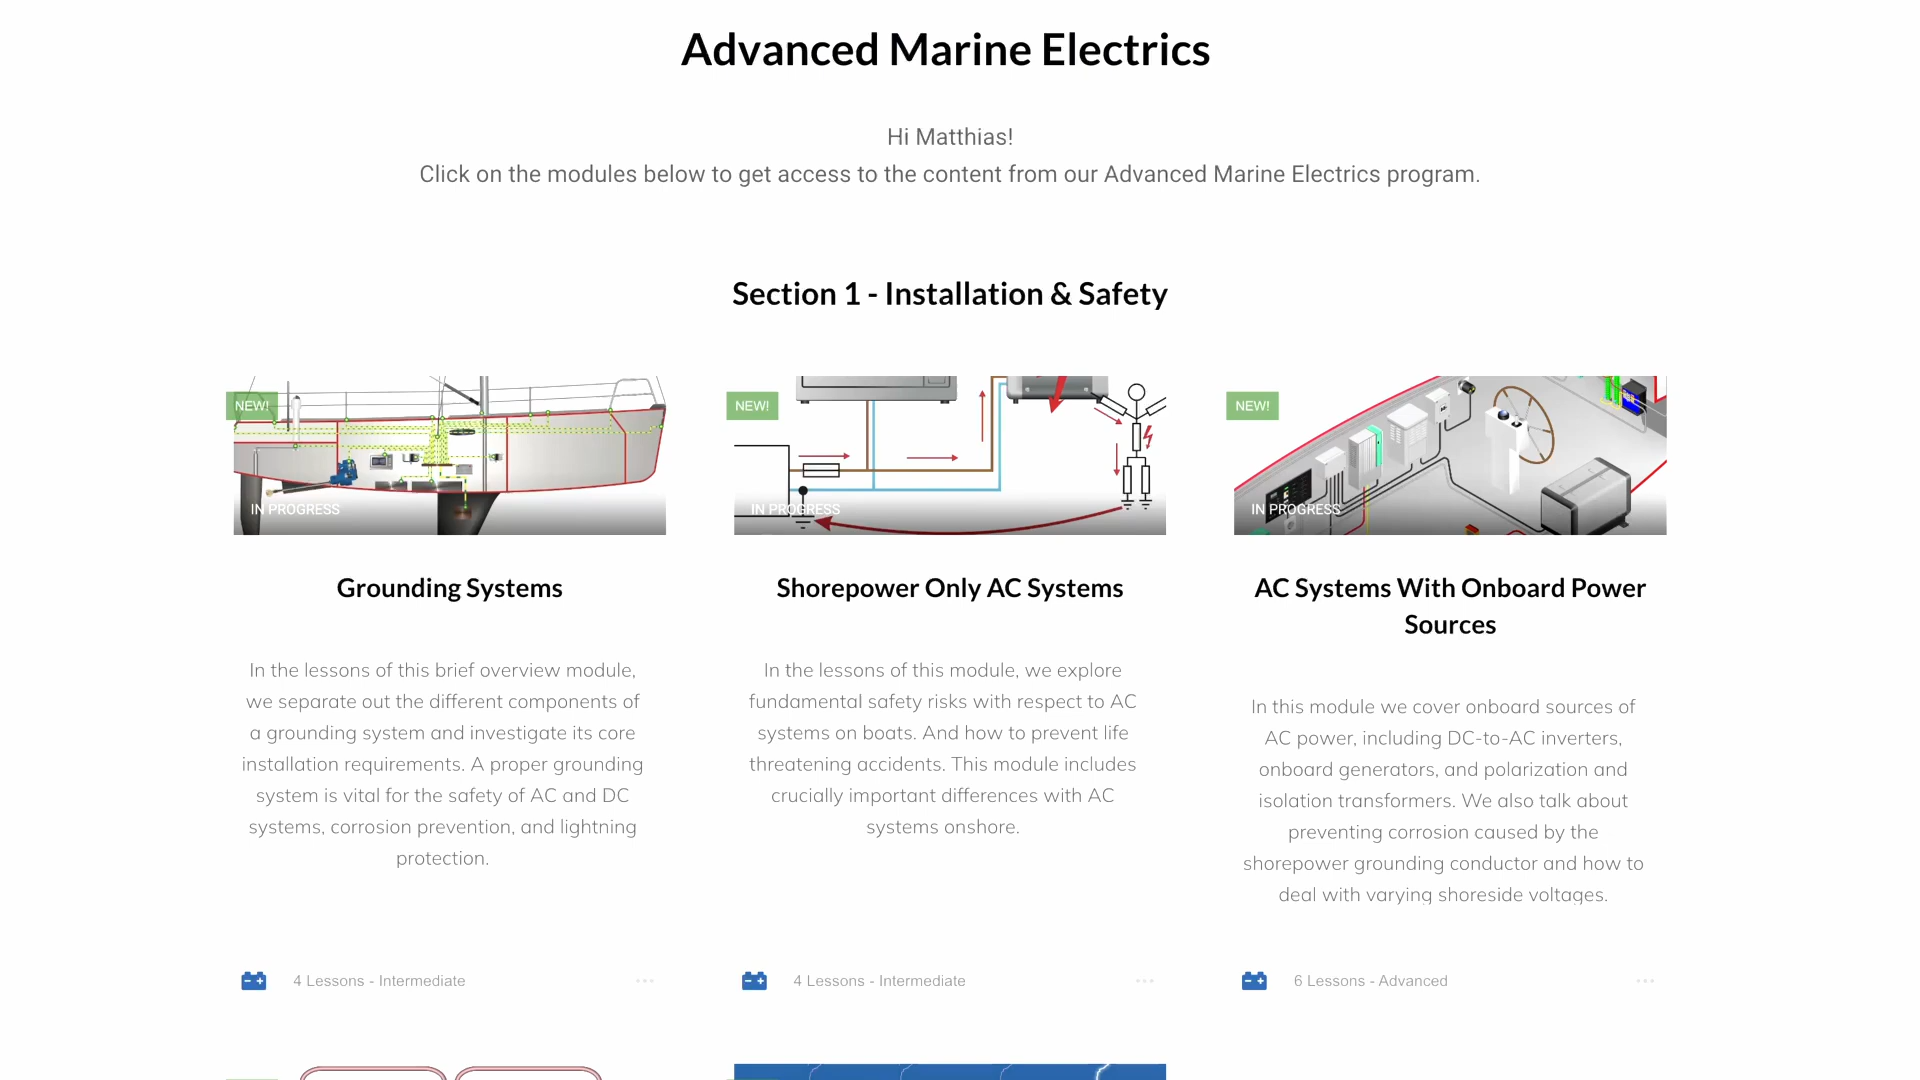 Advanced Marine Electrics
Hi Matthias!
Click on the modules below to get access to the content from our Advanced Marine Electrics program.
Section 1 - Installation & Safety
NEW!
IN PROGRESS
Grounding Systems
In the lessons of this brief overview module,
we separate out the different components of
a grounding system and investigate its core
installation requirements. A proper grounding
system is vital for the safety of AC and DC
systems, corrosion prevention, and lightning
protection.
4 Lessons - Intermediate
NEW!
IN PROGRESS
Shorepower Only AC Systems
In the lessons of this module, we explore
fundamental safety risks with respect to AC
systems on boats. And how to prevent life
threatening accidents. This module includes
crucially important differences with AC
systems onshore.
4 Lessons - Intermediate
NEW!
IN PROGRESS
AC Systems With Onboard Power
Sources
In this module we cover onboard sources of
AC power, including DC-to-AC inverters,
onboard generators, and polarization and
isolation transformers. We also talk about
preventing corrosion caused by the
shorepower grounding conductor and how to
deal with varying shoreside voltages.
6 Lessons - Advanced